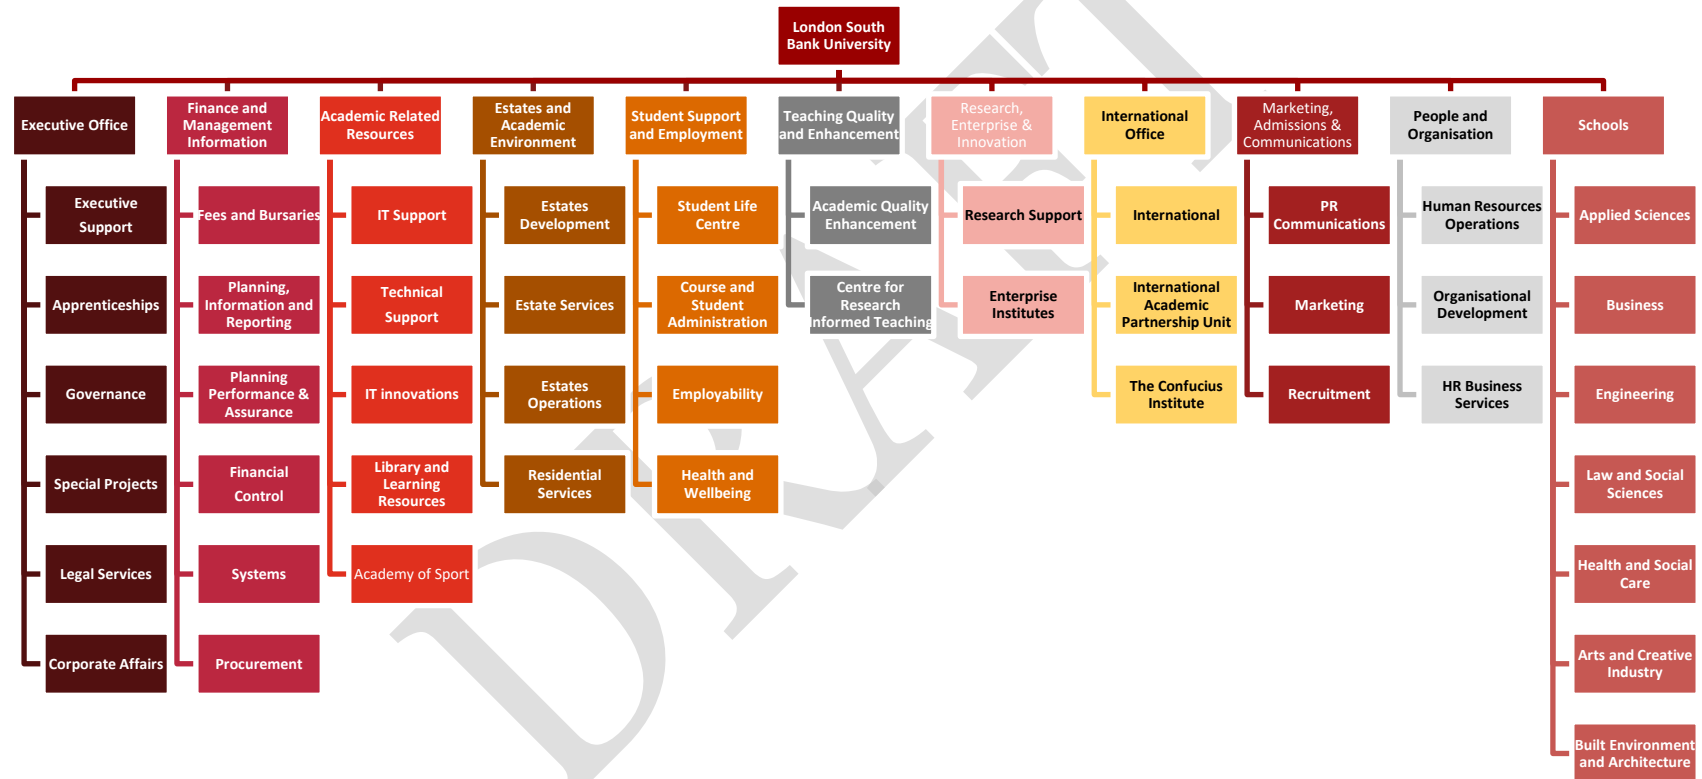 London South
Bank University
Executive Office
Finance and
Management
Information
Academic Related
Resources
Estates and
Academic
Environment
Student Support
and Employment
Teaching Quality
and Enhancement
Research,
Enterprise &
Innovation
International
Office
Marketing,
Admissions &
Communications
People and
Organisation
Schools
Executive
Support
Fees and Bursaries
IT Support
Estates
Development
Student Life
Centre
Academic Quality
Enhancement
Research Support
International
PR
Communications
Human Resources
Operations
Applied Sciences
Apprenticeships
Planning,
Information and
Reporting
Technical
Support
Estate Services
Course and
Student
Administration
Centre for
Research
Informed Teaching
Enterprise
Institutes
International
Academic
Partnership Unit
Marketing
Organisational
Development
Business
Governance
Planning
Performance &
Assurance
IT innovations
Estates
Operations
Employability
The Confucius
Institute
Recruitment
HR Business
Services
Engineering
Special Projects
Financial
Control
Library and
Learning
Resources
Residential
Services
Health and
Wellbeing
Law and Social
Sciences
Legal Services
Systems
Academy of Sport
Health and Social
Care
Corporate Affairs
Procurement
Arts and Creative
Industry
Built Environment
and Architecture
DRAFT